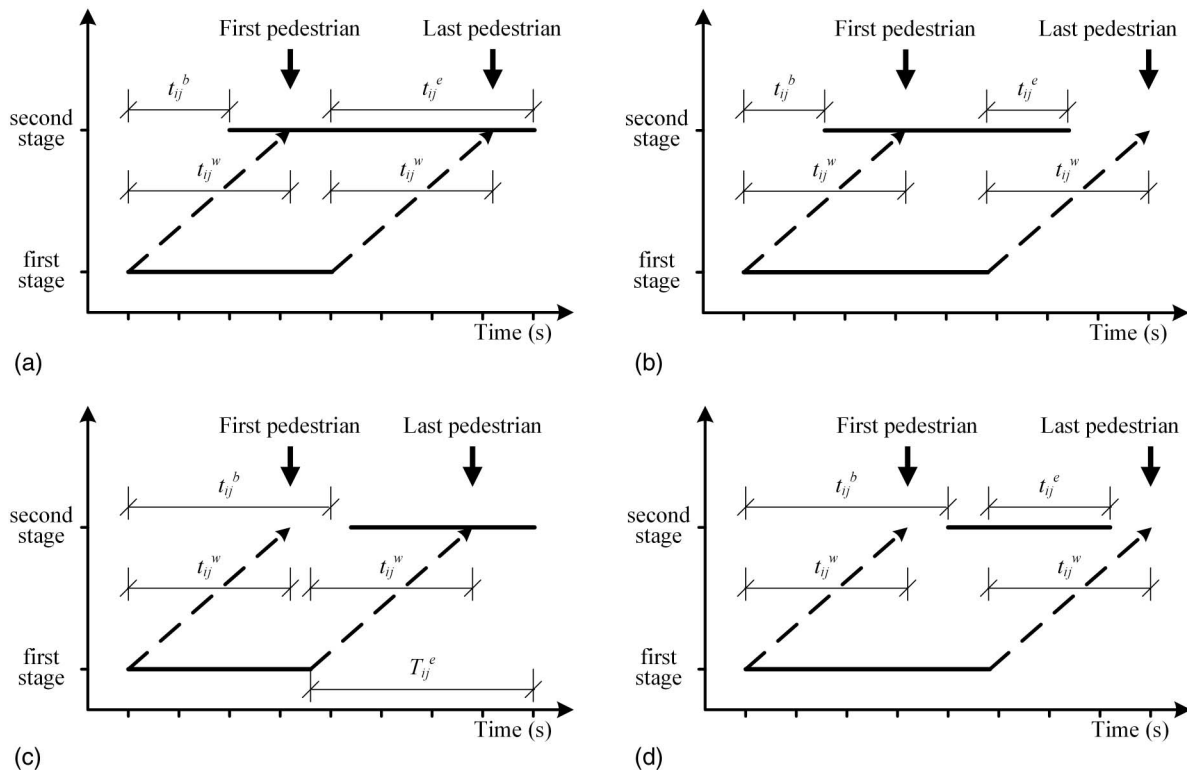 First pedestrian Last pedestrian
t_ij^b t_ij^e
second
stage
t_ij^w t_ij^w
first
stage
Time (s)
(a)
First pedestrian Last pedestrian
t_ij^b t_ij^e
second
stage
t_ij^w t_ij^w
first
stage
Time (s)
(b)
First pedestrian Last pedestrian
t_ij^b
second
stage
t_ij^w t_ij^w
first
stage
T_ij^e
Time (s)
(c)
First pedestrian Last pedestrian
t_ij^b t_ij^e
second
stage
t_ij^w t_ij^w
first
stage
Time (s)
(d)